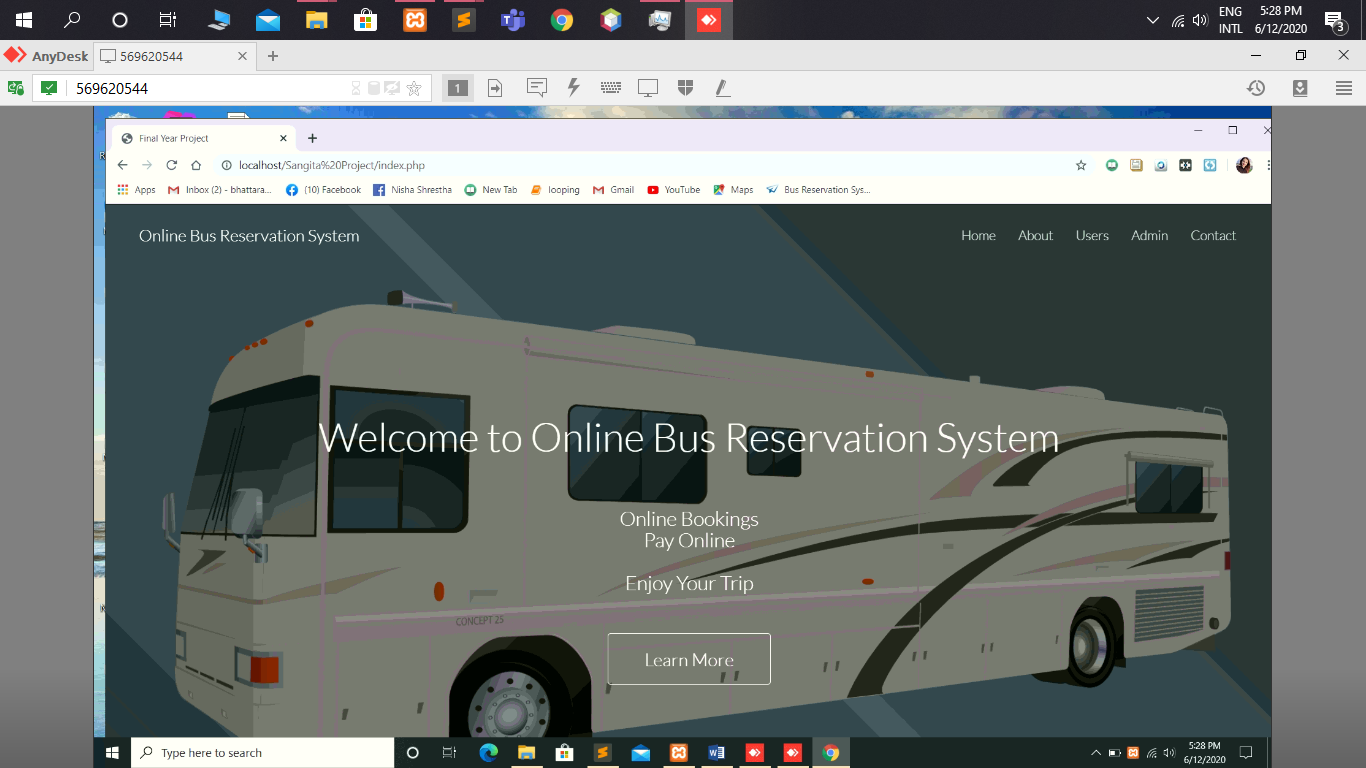 ENG
INTL
5:28 PM
6/12/2020
3
AnyDesk
569620544
569620544
1
Final Year Project
localhost/Sangita%20Project/index.php
Apps
Inbox (2) - bhattara...
(10) Facebook
Nisha Shrestha
New Tab
looping
Gmail
YouTube
Maps
Bus Reservation Sys...
Online Bus Reservation System
Home
About
Users
Admin
Contact
Welcome to Online Bus Reservation System
Online Bookings
Pay Online
Enjoy Your Trip
CONCEPT 25
Learn More
Type here to search
5:28 PM
6/12/2020